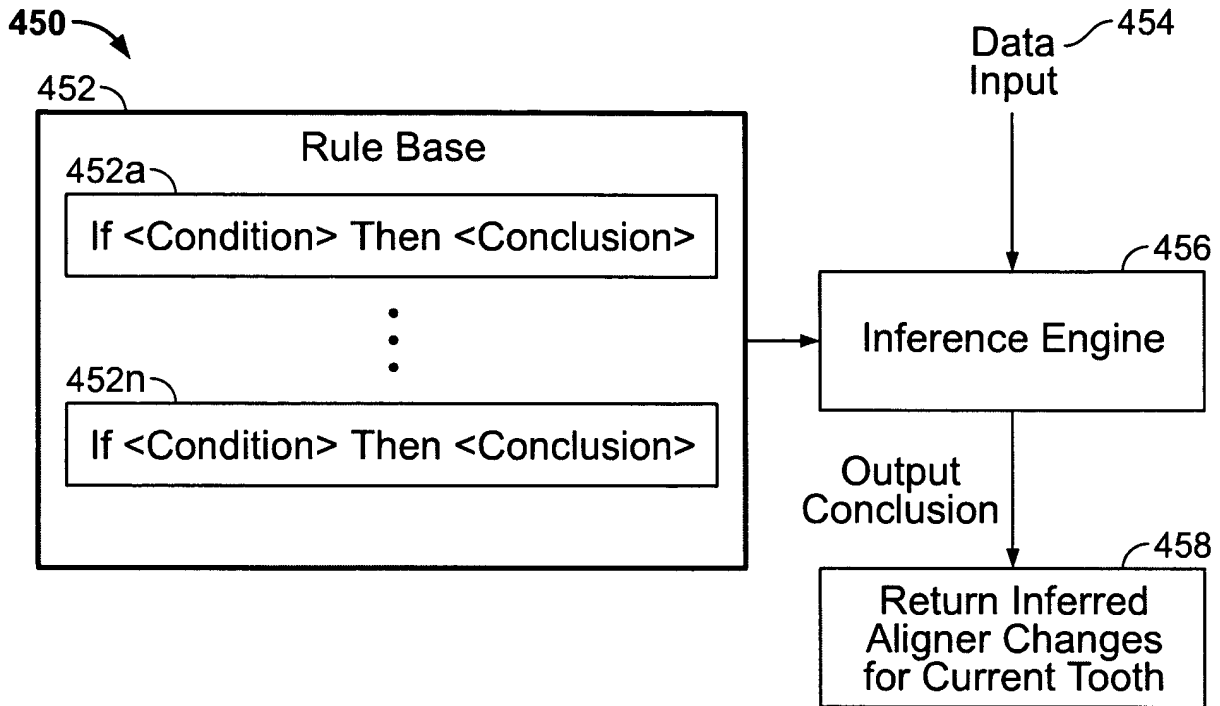 450
452
Rule Base
452a
If <Condition> Then <Conclusion>
452n
If <Condition> Then <Conclusion>
454
Data
Input
456
Inference Engine
Output
Conclusion
458
Return Inferred
Aligner Changes
for Current Tooth